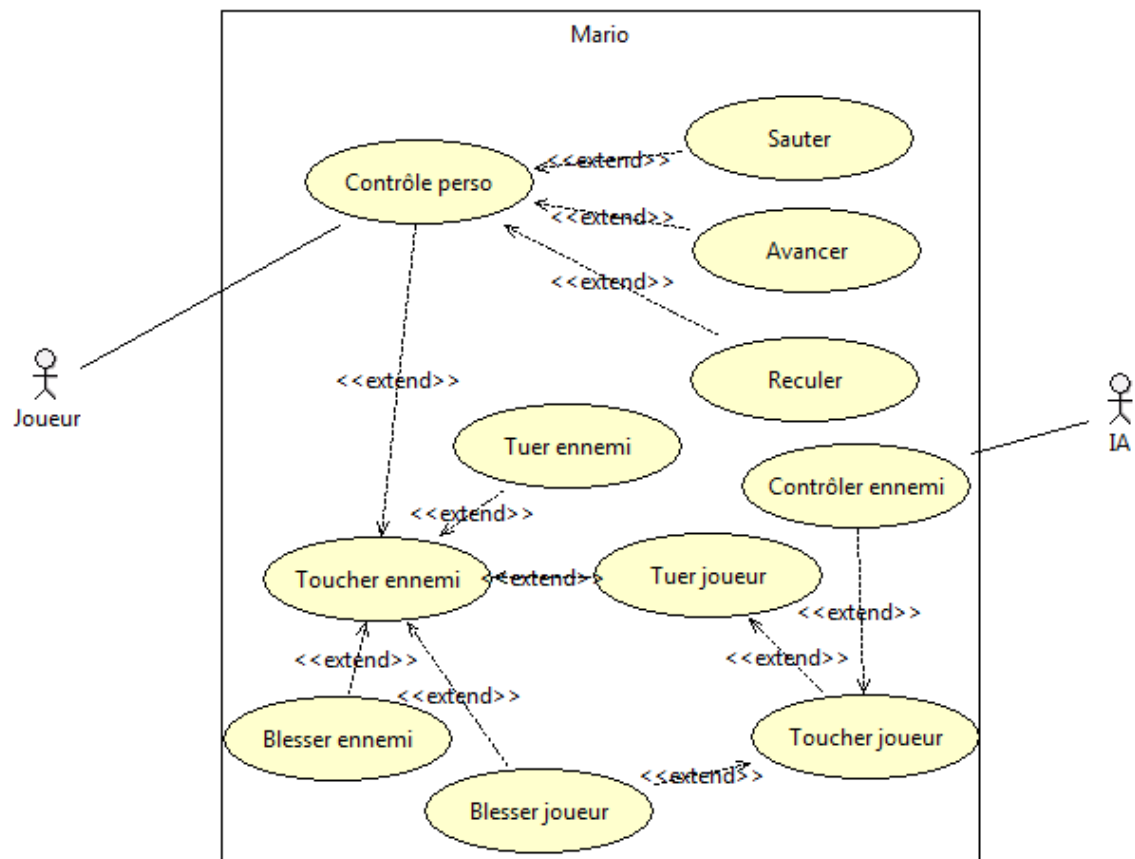 Mario
Sauter
<<extend>>
Contrôle perso
<<extend>>
Avancer
<<extend>>
Joueur
<<extend>>
Reculer
IA
Tuer ennemi
Contrôler ennemi
<<extend>>
Toucher ennemi
<<extend>>
Tuer joueur
<<extend>>
<<extend>>
<<extend>>
<<extend>>
Blesser ennemi
Toucher joueur
<<extend>>
Blesser joueur